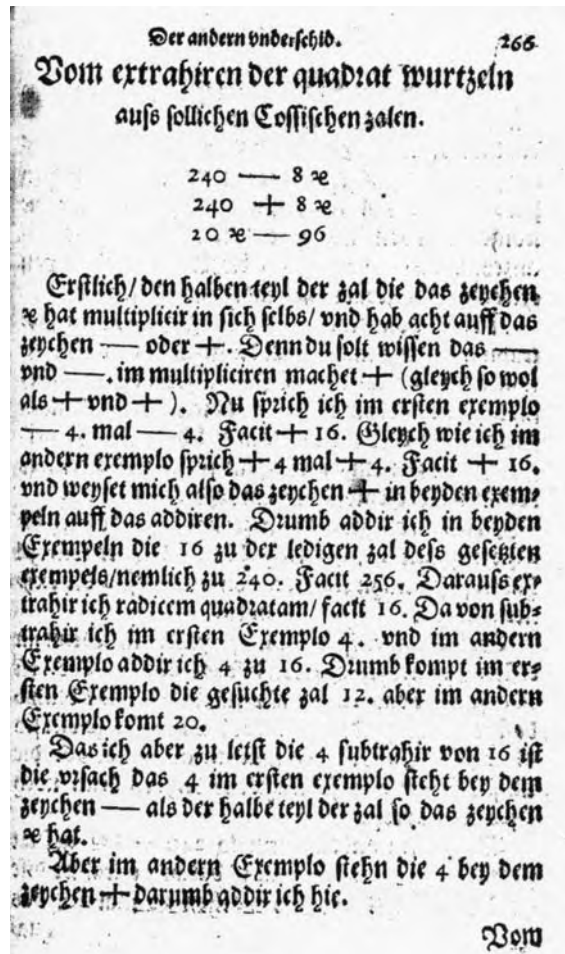 Der andern vnderschid. 266
Vom extrahiren der quadrat wurtzeln
auſs ſollichen Coſſiſchen zalen.
240 — 8 ꝛe
240 + 8 ꝛe
20 ꝛe — 96
Erſtlich/ den halben teyl der zal die das zeychen
ꝛe hat multiplicir in ſich ſelbs/ vnd hab acht auff das
zeychen — oder +. Denn du ſolt wiſſen das —
vnd —. im multipliciren machet + (gleych ſo wol
als + vnd + ). Nu ſprich ich im erſten exemplo
— 4. mal — 4. Facit + 16. Gleych wie ich im
andern exemplo ſprich + 4 mal + 4. Facit + 16.
vnd weyſet mich alſo das zeychen + in beyden exem⸗
peln auff das addiren. Drumb addir ich in beyden
Exempeln die 16 zu der ledigen zal deſs geſetzten
exempels/nemlich zu 240. Facit 256. Darauſs ex⸗
trahir ich radicem quadratam/ facit 16. Da von ſub⸗
trahir ich im erſten Exemplo 4. vnd im andern
Exemplo addir ich 4 zu 16. Drumb kompt im er⸗
ſten Exemplo die geſuchte zal 12. aber im andern
Exemplo komt 20.
Das ich aber zu letſt die 4 ſubtrahir von 16 iſt
die vrſach das 4 im erſten exemplo ſteht bey dem
zeychen — als der halbe teyl der zal ſo das zeychen
ꝛe hat.
Aber im andern Exemplo ſtehn die 4 bey dem
zeychen + darumb addir ich hie.
Vom